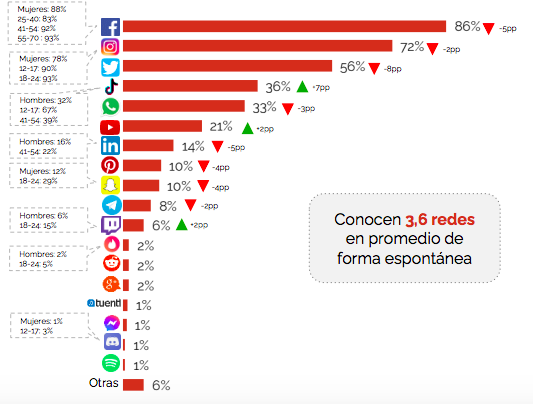 Mujeres: 88%
25-40: 83%
41-54: 92%
55-70 : 93%
86% -5pp
72% -2pp
Mujeres: 78%
12-17: 90%
18-24: 93%
56% -8pp
36% +7pp
Hombres: 32%
12-17: 67%
41-54: 39%
33% -3pp
21% +2pp
Hombres: 16%
41-54: 22%
14% -5pp
10% -4pp
Mujeres: 12%
18-24: 29%
10% -4pp
8% -2pp
Hombres: 6%
18-24: 15%
6% +2pp
Conocen 3,6 redes
en promedio de
forma espontánea
2%
Hombres: 2%
18-24: 5%
2%
2%
tuenti 1%
1%
Mujeres: 1%
12-17: 3%
1%
1%
Otras 6%